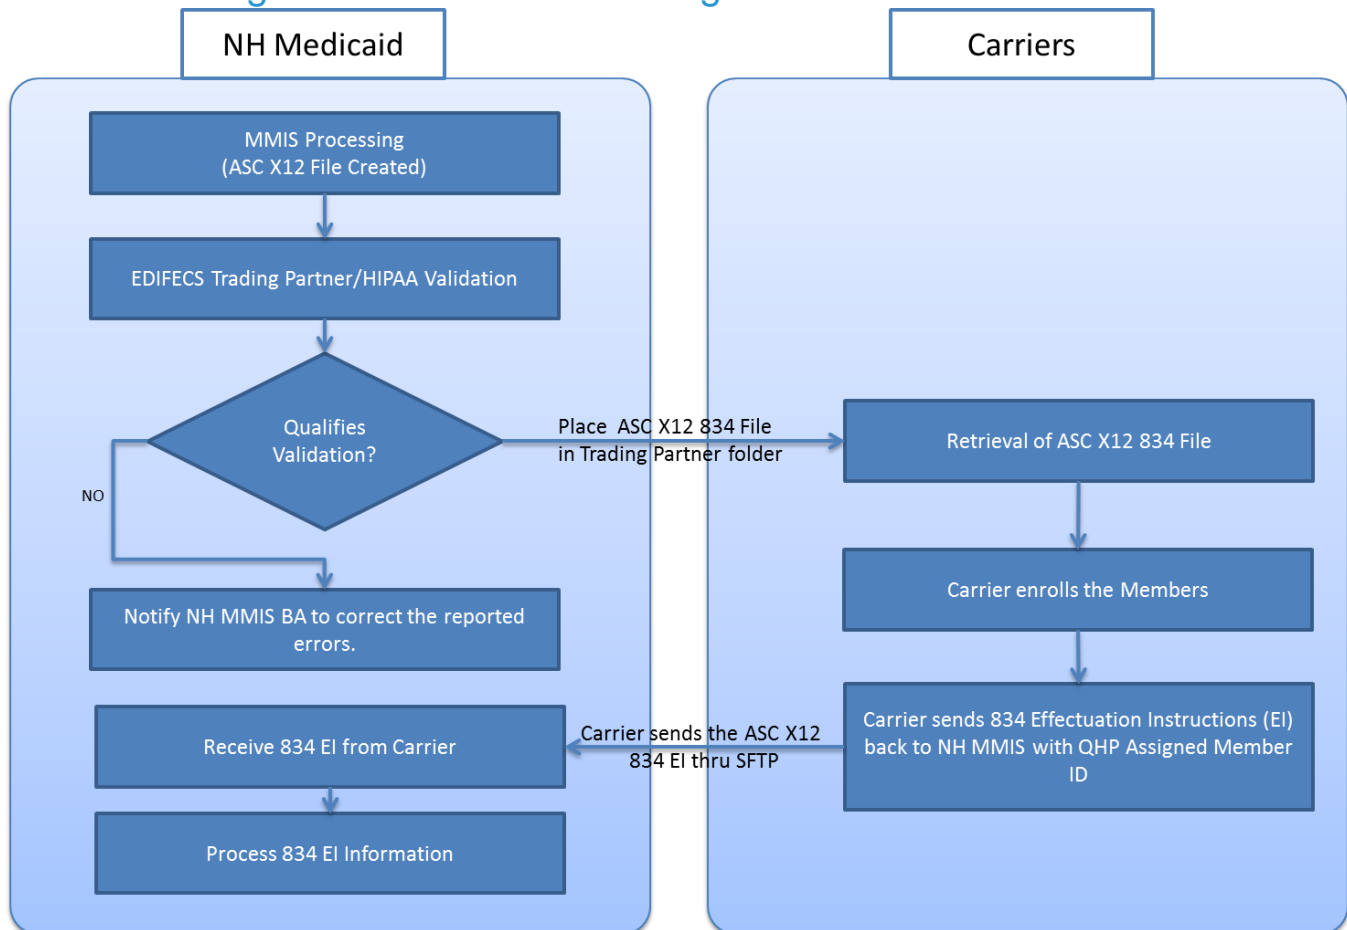 NH Medicaid
Carriers
MMIS Processing
(ASC X12 File Created)
EDIFECS Trading Partner/HIPAA Validation
Qualifies
Validation?
NO
Place ASC X12 834 File
in Trading Partner folder
Retrieval of ASC X12 834 File
Carrier enrolls the Members
Notify NH MMIS BA to correct the reported
errors.
Carrier sends 834 Effectuation Instructions (EI)
back to NH MMIS with QHP Assigned Member
ID
Carrier sends the ASC X12
834 EI thru SFTP
Receive 834 EI from Carrier
Process 834 EI Information